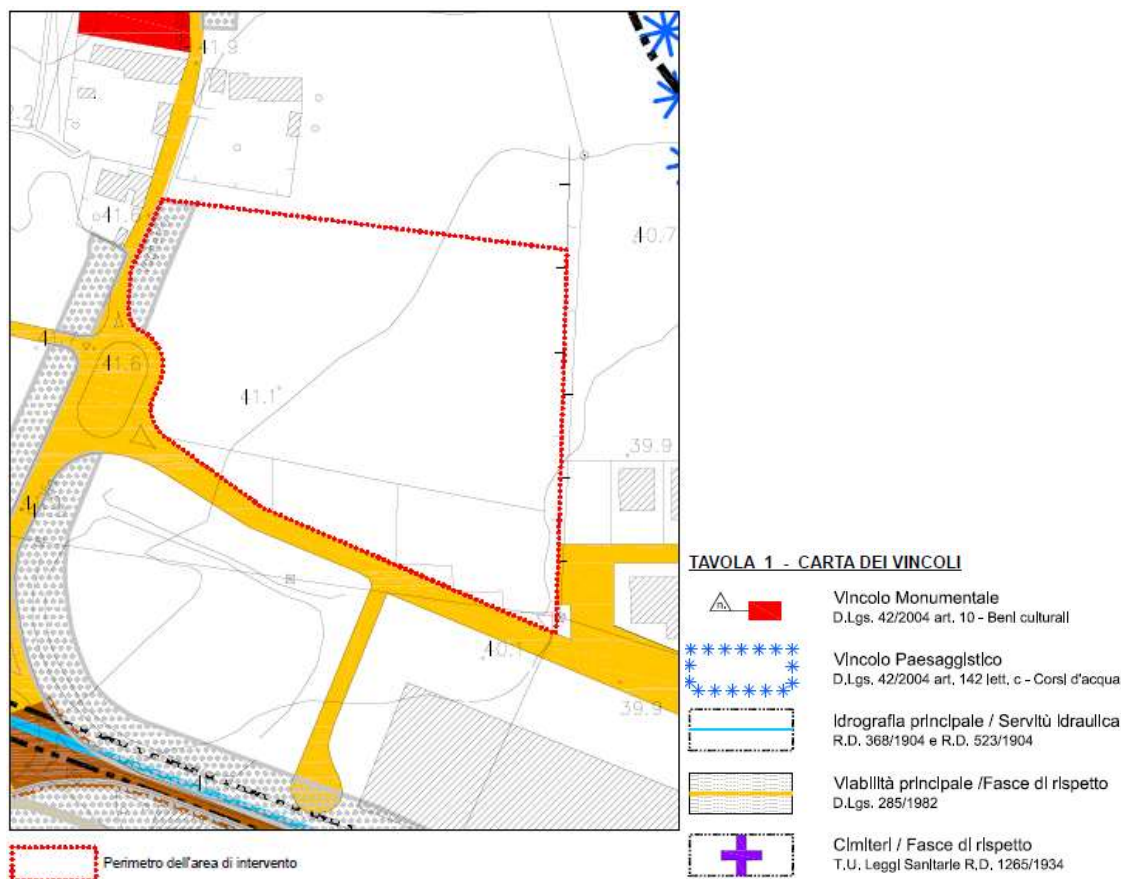 41.9
41.6
40.7
41.6
41.1
39.9
40.1
39.9
Perimetro dell'area di intervento
TAVOLA 1 - CARTA DEI VINCOLI
n.
Vincolo Monumentale
D.Lgs. 42/2004 art. 10 - Beni culturali
Vincolo Paesaggistico
D.Lgs. 42/2004 art. 142 lett. c - Corsi d'acqua
Idrografia principale / Servitù Idraulica
R.D. 368/1904 e R.D. 523/1904
Viabilità principale /Fasce di rispetto
D.Lgs. 285/1982
Cimiteri / Fasce di rispetto
T.U. Leggi Sanitarie R.D. 1265/1934